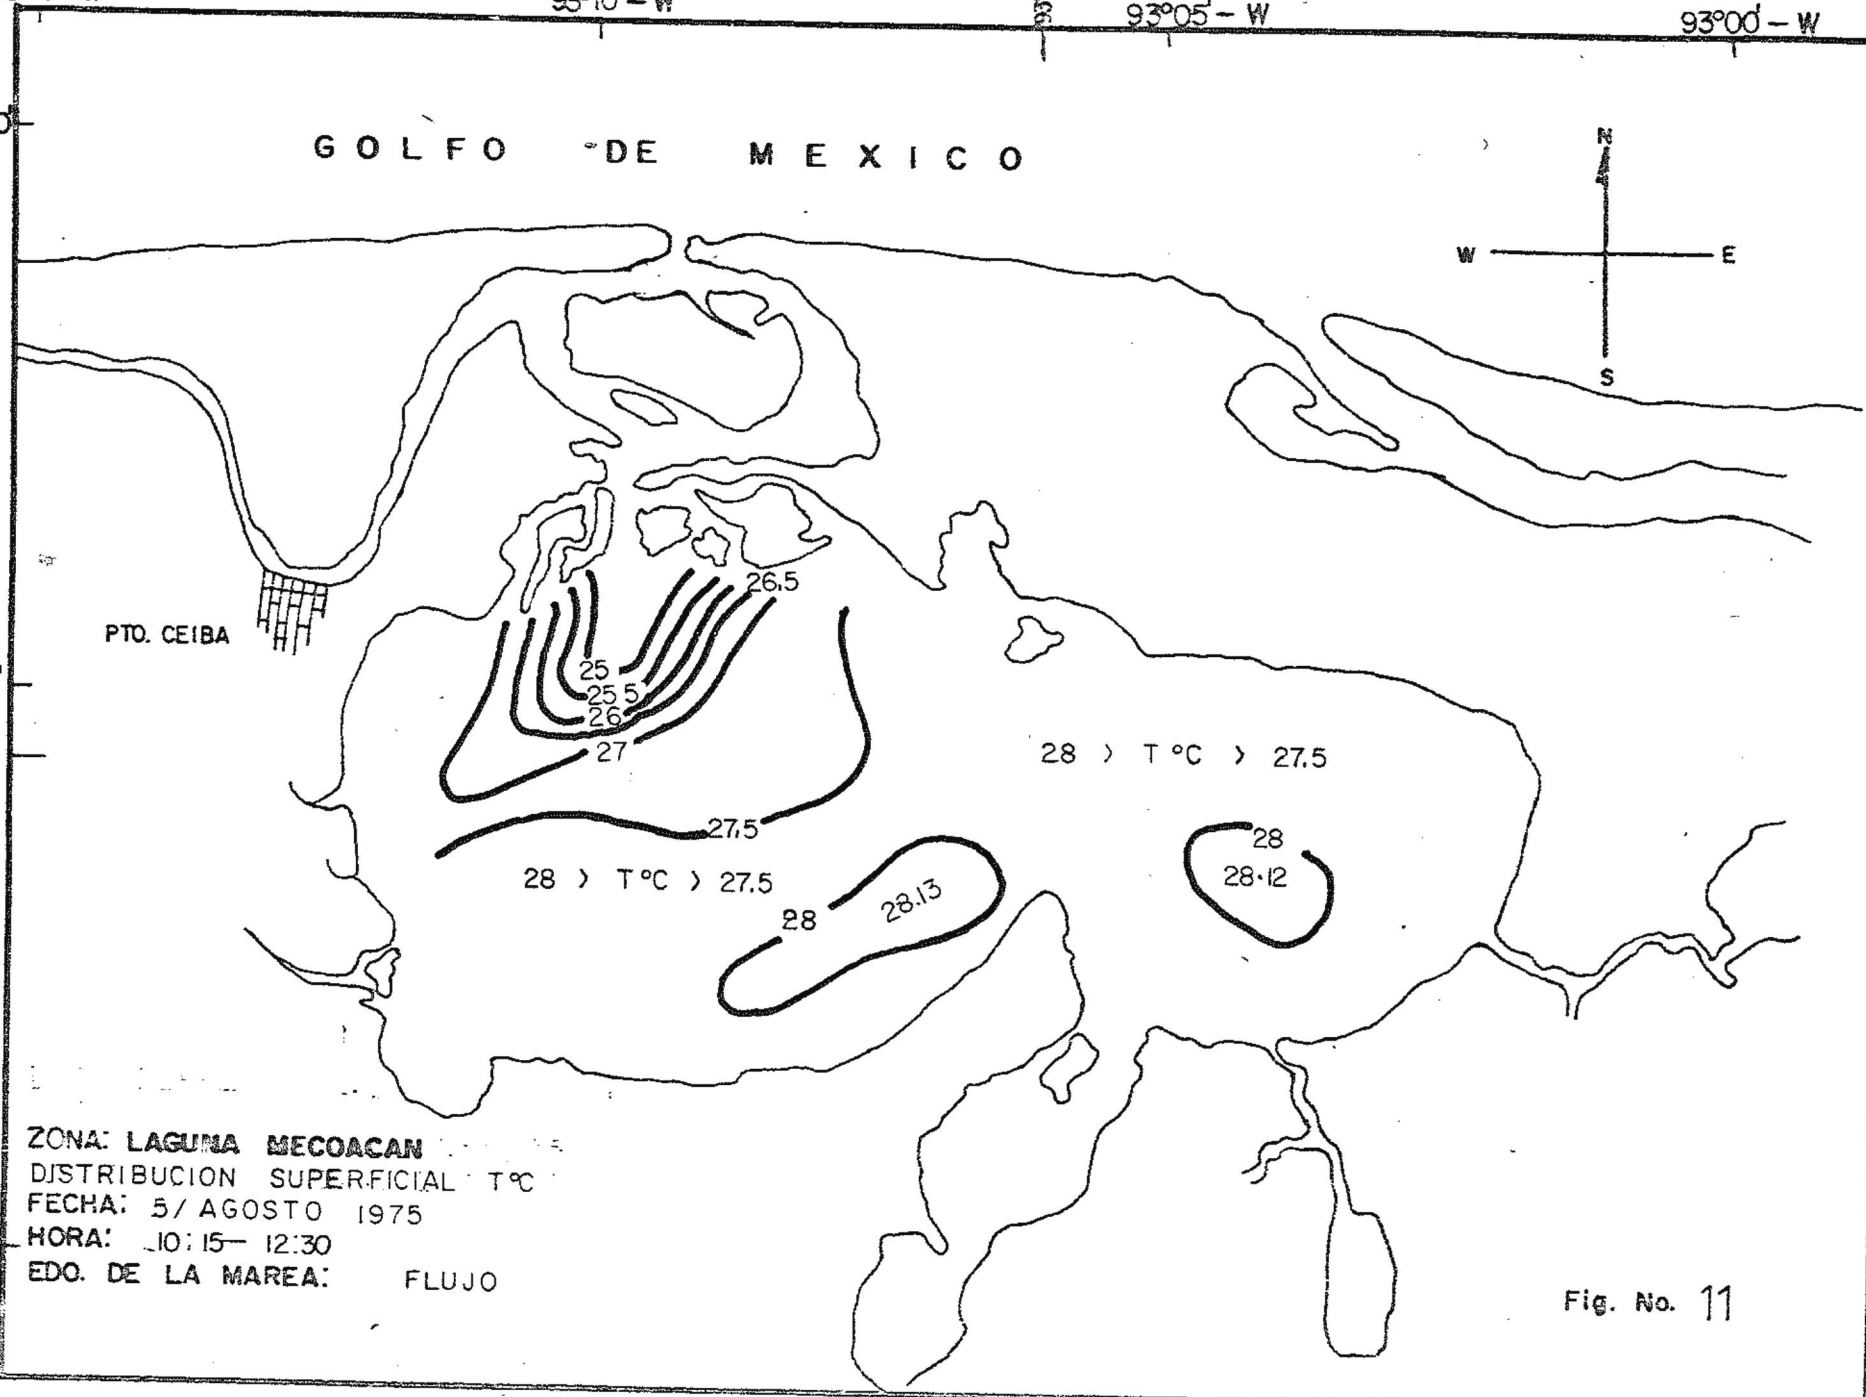 93°05' – W
93°00' – W
GOLFO DE MEXICO
N
W E
S
26.5
PTO. CEIBA
25
25.5
26
27
28 > T °C > 27.5
27.5
28
28 > T °C > 27.5
28.12
28.13
28
ZONA: LAGUNA MECOACAN
DISTRIBUCION SUPERFICIAL T °C
FECHA: 5/ AGOSTO 1975
HORA: 10:15— 12:30
EDO. DE LA MAREA: FLUJO
Fig. No. 11